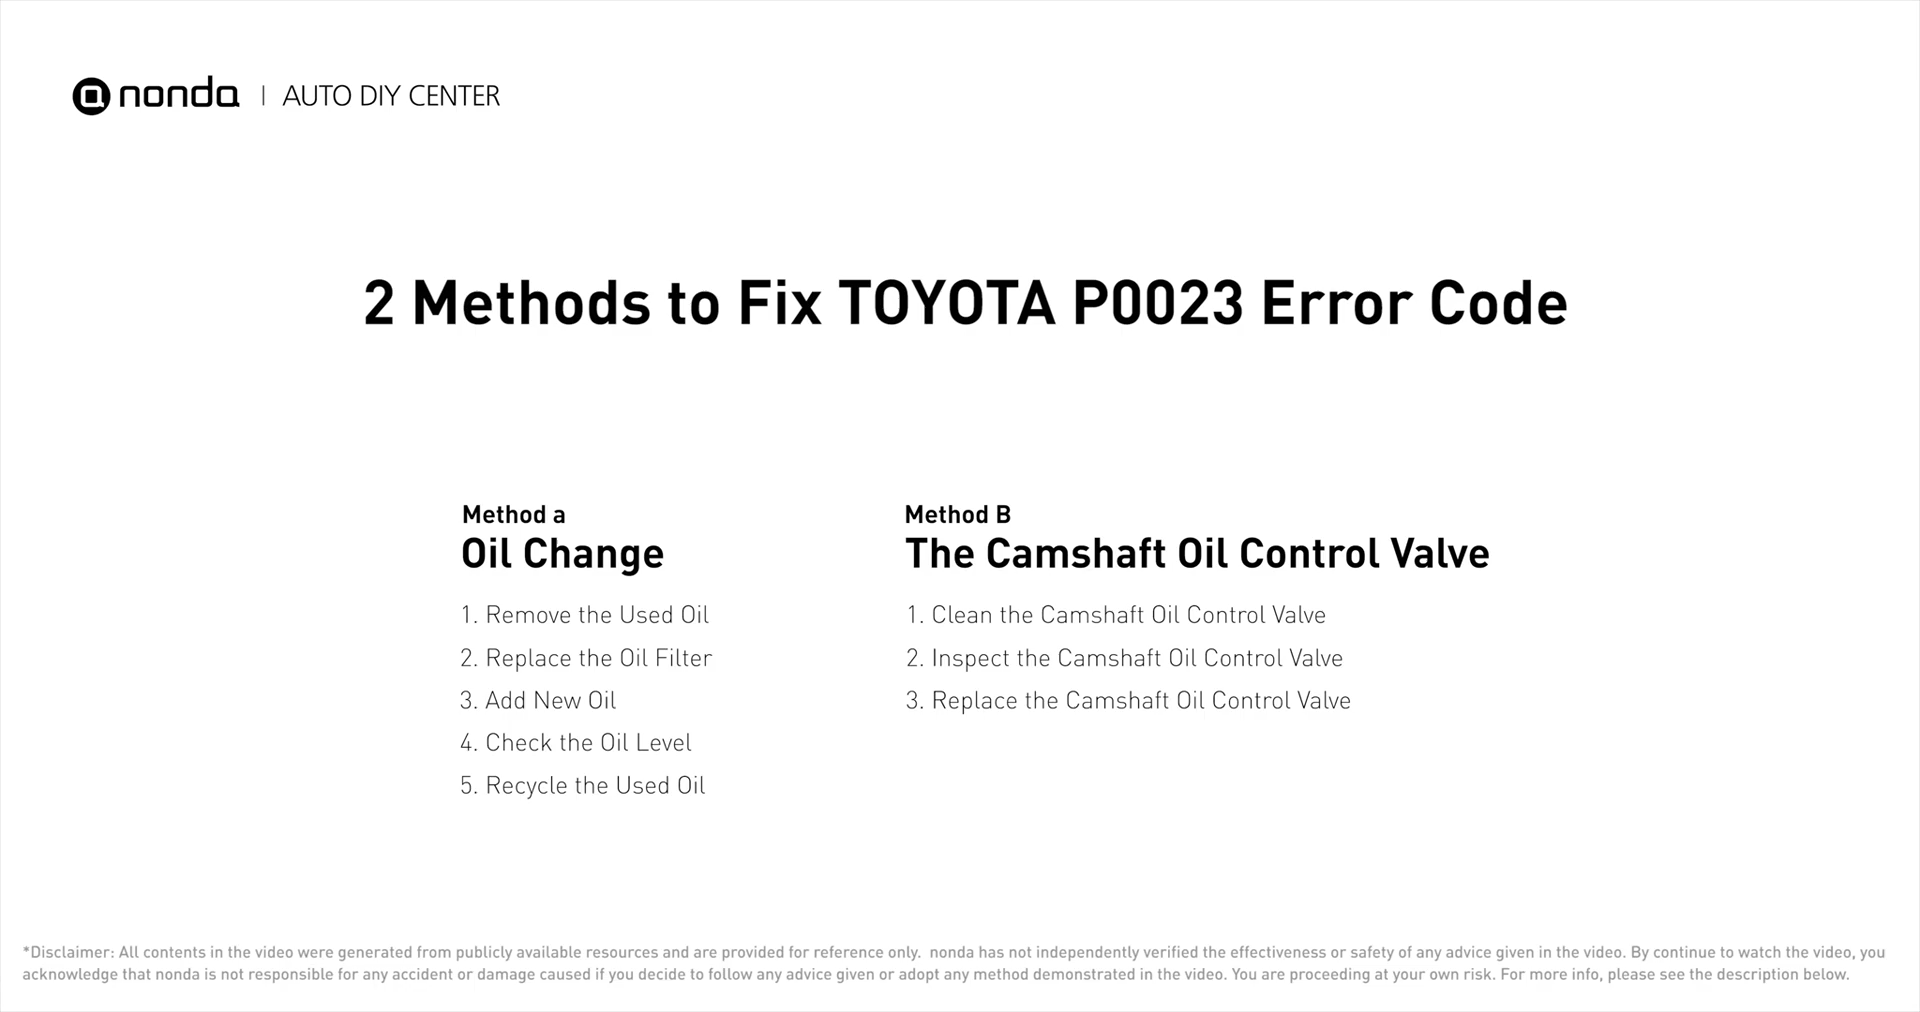 nonda | AUTO DIY CENTER
2 Methods to Fix TOYOTA P0023 Error Code
Method a
Oil Change
1. Remove the Used Oil
2. Replace the Oil Filter
3. Add New Oil
4. Check the Oil Level
5. Recycle the Used Oil
Method B
The Camshaft Oil Control Valve
1. Clean the Camshaft Oil Control Valve
2. Inspect the Camshaft Oil Control Valve
3. Replace the Camshaft Oil Control Valve
*Disclaimer: All contents in the video were generated from publicly available resources and are provided for reference only. nonda has not independently verified the effectiveness or safety of any advice given in the video. By continue to watch the video, you
acknowledge that nonda is not responsible for any accident or damage caused if you decide to follow any advice given or adopt any method demonstrated in the video. You are proceeding at your own risk. For more info, please see the description below.